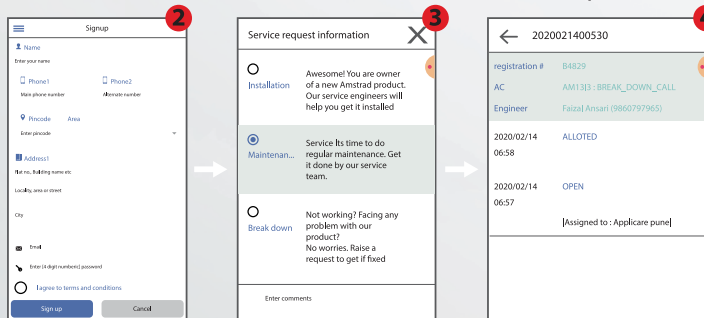 2
Signup
Name
Enter your name
Phone1 Phone2
Main phone number Alternate number
Pincode Area
Enter pincode
Address1
Flat no., Building name etc
Locality, area or street
City
Email
Enter [4 digit numberic] password
I agree to terms and conditions
Sign up Cancel
3
Service request information
Installation
Awesome! You are owner
of a new Amstrad product.
Our service engineers will
help you get it installed
Maintenan...
Service Its time to do
regular maintenance. Get
it done by our service
team.
Break down
Not working? Facing any
problem with our
product?
No worries. Raise a
request to get if fixed
Enter comments
2020021400530
registration # B4829
AC AM13J3 : BREAK_DOWN_CALL
Engineer Faizal Ansari (9860797965)
2020/02/14 ALLOTED
06:58
2020/02/14 OPEN
06:57
|Assigned to : Applicare pune|